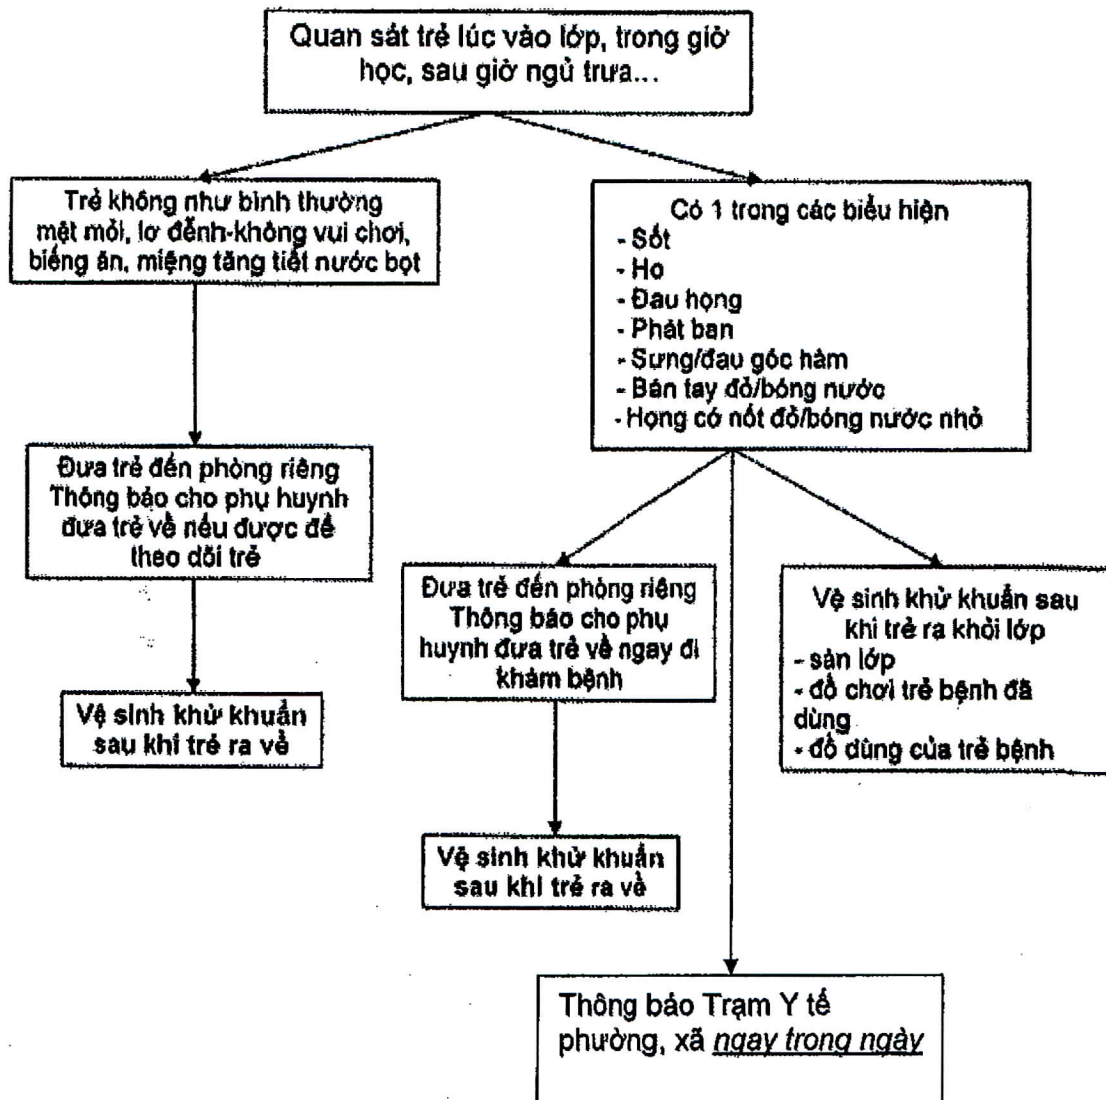 Quan sát trẻ lúc vào lớp, trong giờ
học, sau giờ ngủ trưa...
Trẻ không như bình thường
mệt mỏi, lơ đễnh-không vui chơi,
biếng ăn, miệng tăng tiết nước bọt
Có 1 trong các biểu hiện
- Sốt
- Ho
- Đau họng
- Phát ban
- Sưng/đau góc hàm
- Bàn tay đỏ/bóng nước
- Họng có nốt đỏ/bóng nước nhỏ
Đưa trẻ đến phòng riêng
Thông báo cho phụ huynh
đưa trẻ về nếu được để
theo dõi trẻ
Vệ sinh khử khuẩn
sau khi trẻ ra về
Đưa trẻ đến phòng riêng
Thông báo cho phụ
huynh đưa trẻ về ngay đi
khám bệnh
Vệ sinh khử khuẩn
sau khi trẻ ra về
Vệ sinh khử khuẩn sau
khi trẻ ra khỏi lớp
- sàn lớp
- đồ chơi trẻ bệnh đã
dùng
- đồ dùng của trẻ bệnh
Thông báo Trạm Y tế
phường, xã ngay trong ngày